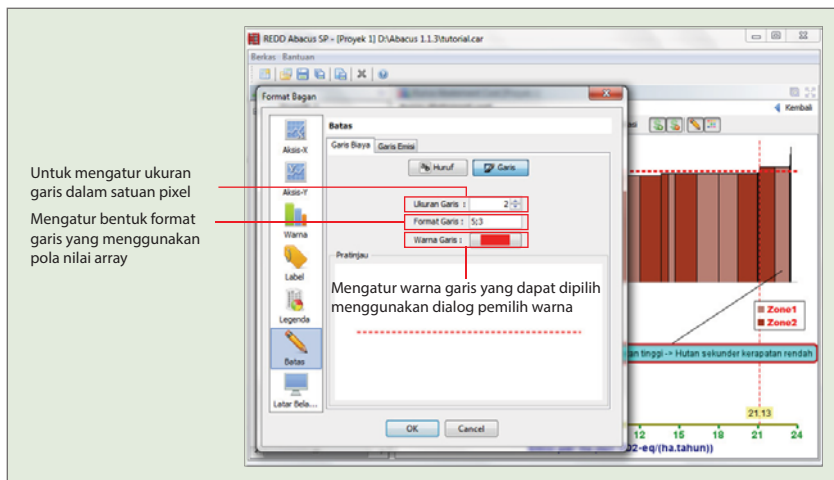 REDD Abacus SP - [Proyek 1] D:\Abacus 1.1.3\tutorial.car
Berkas Bantuan
Format Bagan
Kembali
Batas
Garis Biaya Garis Emisi
Huruf Garis
Aksis-X
Aksis-Y
Warna
Label
Legenda
Batas
Latar Bela...
Ukuran Garis : 2
Format Garis : 5;3
Warna Garis :
Pratinjau
Untuk mengatur ukuran
garis dalam satuan pixel
Mengatur bentuk format
garis yang menggunakan
pola nilai array
Mengatur warna garis yang dapat dipilih
menggunakan dialog pemilih warna
OK Cancel
Zone1
Zone2
an tinggi -> Hutan sekunder kerapatan rendah
21.13
12 15 18 21 24
2-eq/(ha.tahun))